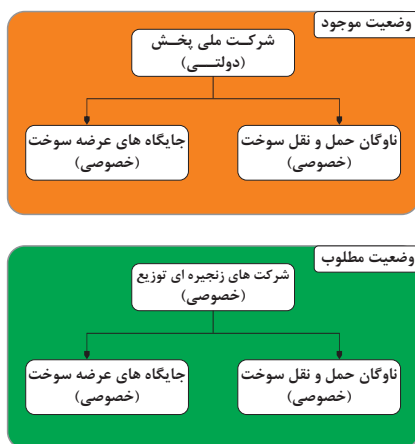 وضعیت موجود
شرکت ملی پخش
(دولتی)
ناوگان حمل و نقل سوخت
(خصوصی)
جایگاه های عرضه سوخت
(خصوصی)
وضعیت مطلوب
شرکت های زنجیره ای توزیع
(خصوصی)
ناوگان حمل و نقل سوخت
(خصوصی)
جایگاه های عرضه سوخت
(خصوصی)